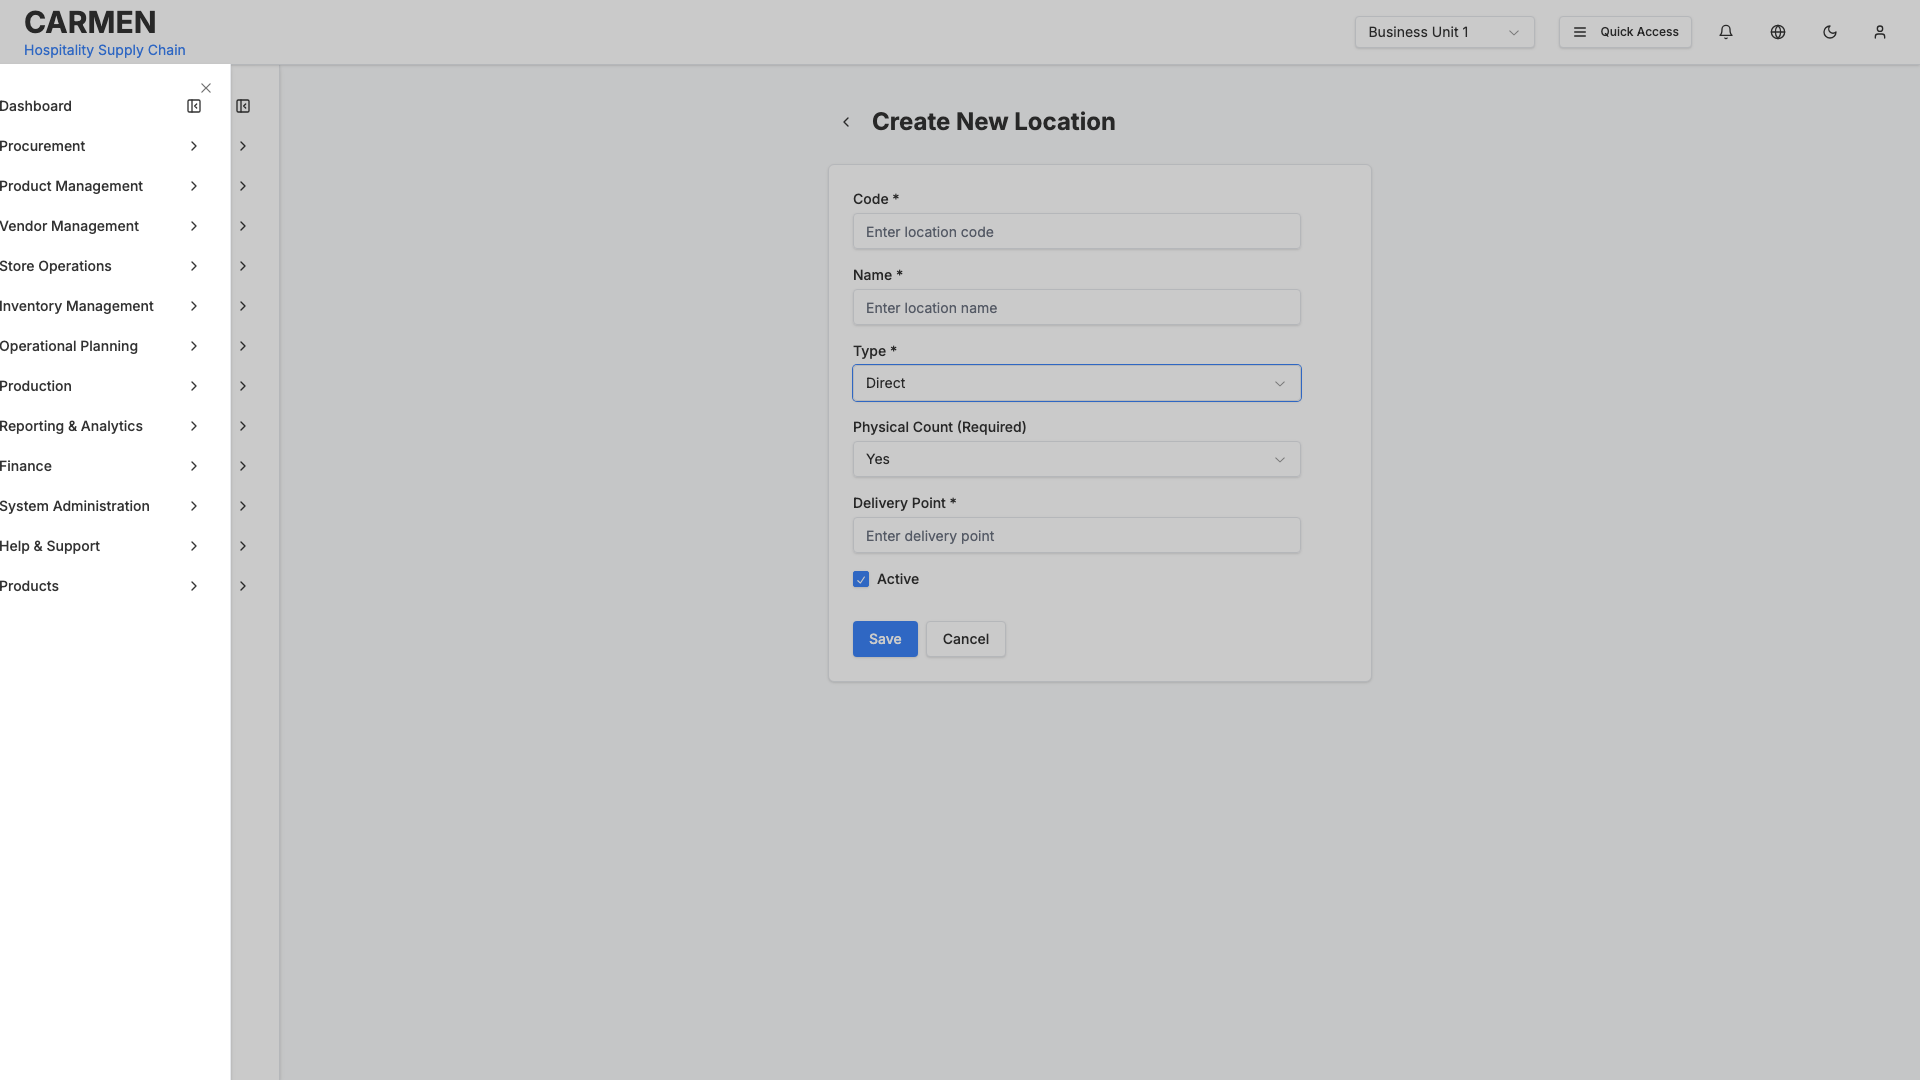 CARMEN
Hospitality Supply Chain
Business Unit 1
Quick Access
Dashboard
Procurement
Product Management
Vendor Management
Store Operations
Inventory Management
Operational Planning
Production
Reporting & Analytics
Finance
System Administration
Help & Support
Products
Create New Location
Code *
Enter location code
Name *
Enter location name
Type *
Direct
Physical Count (Required)
Yes
Delivery Point *
Enter delivery point
Active
Save
Cancel